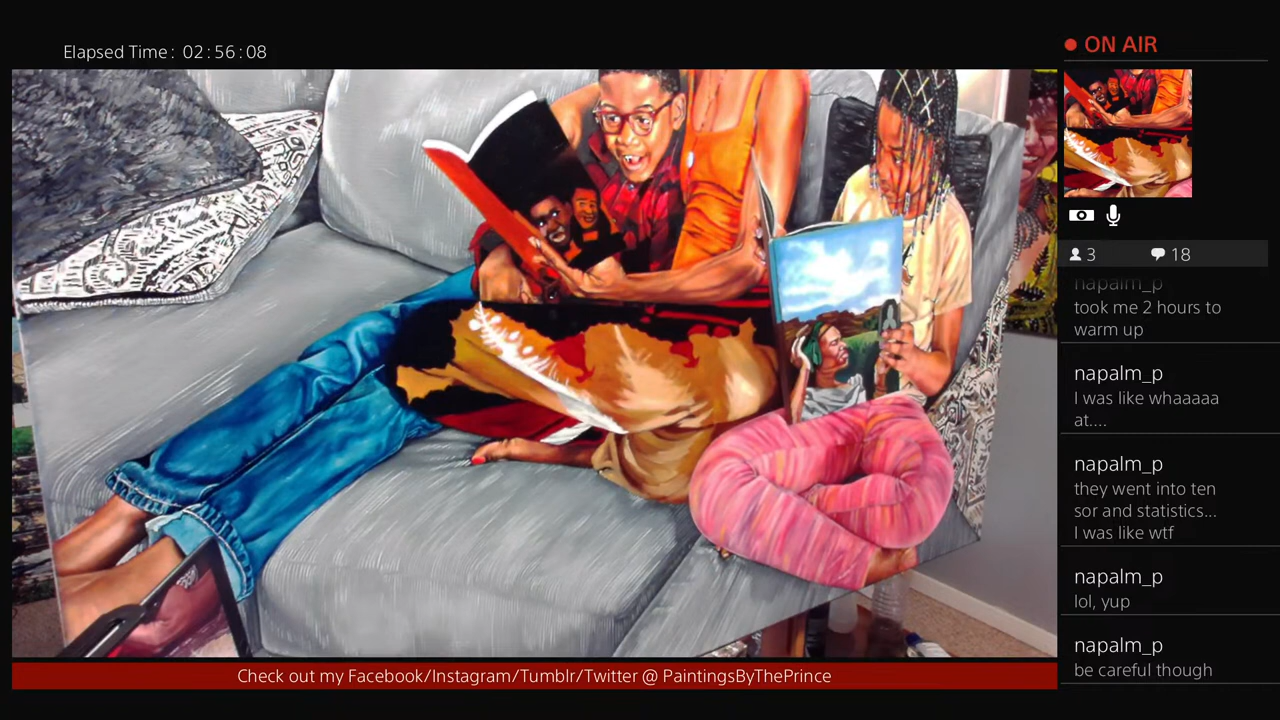 Elapsed Time: 02:56:08
ON AIR
3
18
napalm_p
took me 2 hours to
warm up
napalm_p
I was like whaaaaa
at....
napalm_p
they went into ten
sor and statistics...
I was like wtf
napalm_p
lol, yup
napalm_p
be careful though
Check out my Facebook/Instagram/Tumblr/Twitter @ PaintingsByThePrince